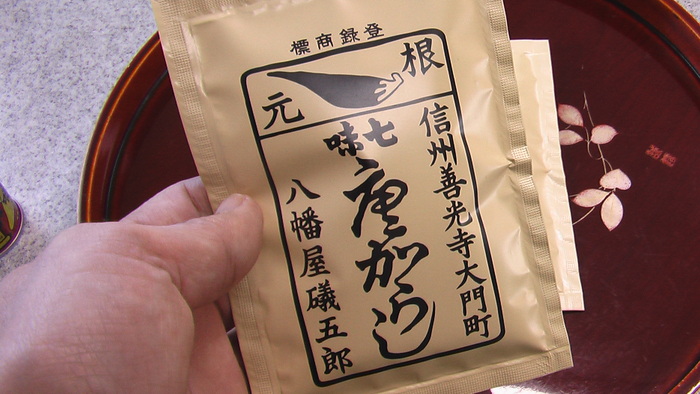 標商録登
根
元
信州善光寺大門町
七味
唐がらし
八幡屋礒五郎